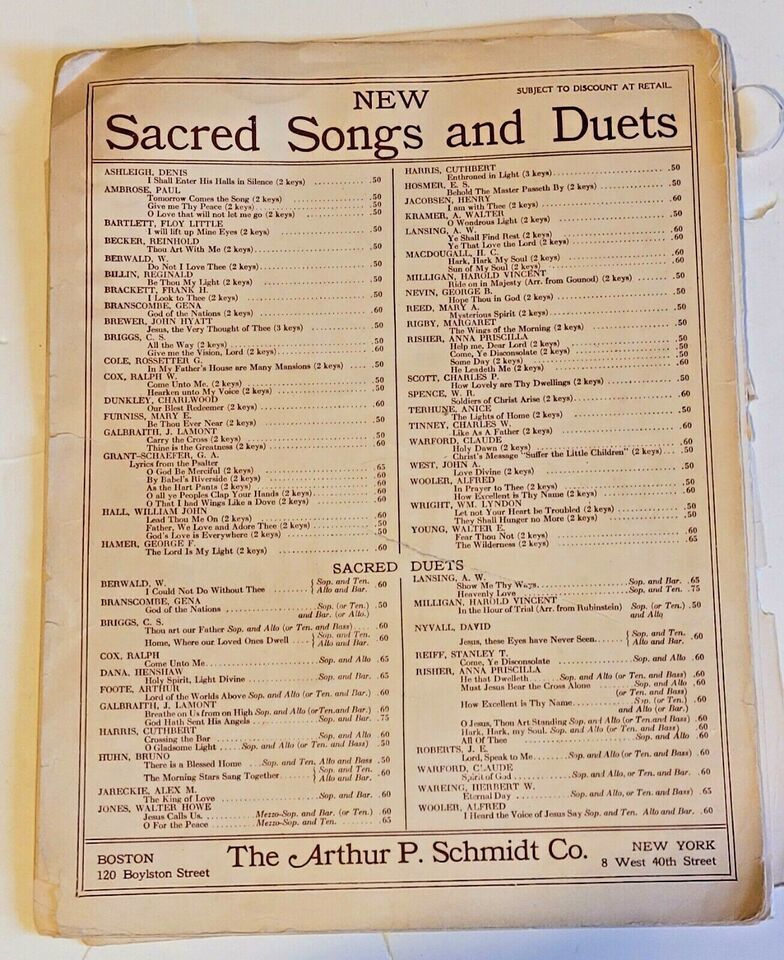 NEW
SUBJECT TO DISCOUNT AT RETAIL.
Sacred Songs and Duets
ASHLEIGH, DENIS
I Shall Enter His Halls in Silence (2 keys) .50
AMBROSE, PAUL
Tomorrow Comes the Song (2 keys) .50
Give me Thy Peace (2 keys) .50
O Love that will not let me go (2 keys) .50
BARTLETT, FLOY LITTLE
I will lift up Mine Eyes (2 keys) .50
BECKER, REINHOLD
Thou Art With Me (2 keys) .50
BERWALD, W.
Do Not I Love Thee (2 keys) .50
BILLIN, REGINALD
Be Thou My Light (2 keys) .50
BRACKETT, FRANK H.
I Look to Thee (2 keys) .50
BRANSCOMBE, GENA
God of the Nations (2 keys) .60
BREWER, JOHN HYATT
Jesus, the Very Thought of Thee (3 keys) .50
BRIGGS, C. S.
All the Way (2 keys) .50
Give me the Vision, Lord (2 keys) .60
COLE, ROSSETTER G.
In My Father's House are Many Mansions (2 keys) .50
COX, RALPH W.
Come Unto Me. (2 keys) .50
Hearken unto My Voice (2 keys) .50
DUNKLEY, CHARLWOOD
Our Blest Redeemer (2 keys) .60
FURNISS, MARY E.
Be Thou Ever Near (2 keys) .50
GALBRAITH, J. LAMONT
Carry the Cross (2 keys) .50
Thine is the Greatness (2 keys) .60
GRANT-SCHAEFER, G. A.
Lyrics from the Psalter
O God Be Merciful (2 keys) .65
By Babel's Riverside (2 keys) .60
As the Hart Pants (2 keys) .60
O all ye Peoples Clap Your Hands (2 keys) .60
O That I had Wings Like a Dove (2 keys) .60
HALL, WILLIAM JOHN
Lead Thou Me On (2 keys) .60
Father, We Love and Adore Thee (2 keys) .50
God's Love is Everywhere (2 keys) .50
HAMER, GEORGE F.
The Lord Is My Light (2 keys) .60
HARRIS, CUTHBERT
Enthroned in Light (3 keys) .50
HOSMER, E. S.
Behold The Master Passeth By (2 keys) .50
JACOBSEN, HENRY
I am with Thee (2 keys) .60
KRAMER, A. WALTER
O Wondrous Light (2 keys) .60
LANSING, A. W.
Ye Shall Find Rest (2 keys) .60
Ye That Love the Lord (2 keys) .60
MACDOUGALL, H. C.
Hark, Hark My Soul (2 keys) .60
Sun of My Soul (2 keys) .60
MILLIGAN, HAROLD VINCENT
Ride on in Majesty (Arr. from Gounod) (2 keys) .50
NEVIN, GEORGE B.
Hope Thou in God (2 keys) .60
REED, MARY A.
Mysterious Spirit (2 keys) .50
RIGBY, MARGARET
The Wings of the Morning (2 keys) .50
RISHER, ANNA PRISCILLA
Help me, Dear Lord (2 keys) .50
Come, Ye Disconsolate (2 keys) .50
Some Day (2 keys) .50
He Leadeth Me (2 keys) .60
SCOTT, CHARLES P.
How Lovely are Thy Dwellings (2 keys) .50
SPENCE, W. R.
Soldiers of Christ Arise (2 keys) .60
TERHUNE, ANICE
The Lights of Home (2 keys) .50
TINNEY, CHARLES W.
Like As A Father (2 keys) .60
WARFORD, CLAUDE
Holy Dawn (2 keys) .60
Christ's Message "Suffer the Little Children" (2 keys) .50
WEST, JOHN A.
Love Divine (2 keys) .50
WOOLER, ALFRED
In Prayer to Thee (2 keys) .50
How Excellent is Thy Name (2 keys) .60
WRIGHT, WM. LYNDON
Let not Your Heart be Troubled (2 keys) .50
They Shall Hunger no More (2 keys) .50
YOUNG, WALTER E.
Fear Thou Not (2 keys) .60
The Wilderness (2 keys) .65
SACRED DUETS
BERWALD, W.
I Could Not Do Without Thee { Sop. and Ten. .60
Alto and Bar.
BRANSCOMBE, GENA
God of the Nations Sop. (or Ten.) .50
and Bar. (or Alto.)
BRIGGS, C. S.
Thou art our Father Sop. and Alto (or Ten. and Bass) .60
Home, Where our Loved Ones Dwell { Sop. and Ten. .60
Alto and Bar.
COX, RALPH
Come Unto Me Sop. and Alto .65
DANA, HENSHAW
Holy Spirit, Light Divine Sop. and Bar. .65
FOOTE, ARTHUR
Lord of the Worlds Above Sop. and Alto (or Ten. and Bar.) .60
GALBRAITH, J. LAMONT
Breathe on Us from on High Sop. and Alto (or Ten. and Bar.) .60
God Hath Sent His Angels Sop. and Bar. .75
HARRIS, CUTHBERT
Crossing the Bar Sop. and Alto .60
O Gladsome Light Sop. and Alto (or Ten. and Bass) .50
HUHN, BRUNO
There is a Blessed Home Sop. and Ten. Alto and Bass .50
The Morning Stars Sang Together { Sop. and Ten. .60
Alto and Bar.
JARECKIE, ALEX M.
The King of Love Sop. and Bar. .60
JONES, WALTER HOWE
Jesus Calls Us. Mezzo-Sop. and Bar. (or Ten.) .60
O For the Peace Mezzo-Sop. and Ten. .65
LANSING, A. W.
Show Me Thy Ways Sop. and Bar. .65
Heavenly Love Sop. and Ten. .75
MILLIGAN, HAROLD VINCENT
In the Hour of Trial (Arr. from Rubinstein) Sop. (or Ten.) .50
and Alto
NYVALL, DAVID
Jesus, these Eyes have Never Seen { Sop. and Ten. .60
Alto and Bar.
REIFF, STANLEY T.
Come, Ye Disconsolate Sop. and Alto .60
RISHER, ANNA PRISCILLA
He that Dwelleth Sop. and Alto (or Ten. and Bass) .60
Must Jesus Bear the Cross Alone Sop. and Alto .60
(or Ten. and Bass)
How Excellent is Thy Name Sop. (or Ten.) .60
and Alto (or Bar.)
O Jesus, Thou Art Standing Sop. and Alto (or Ten. and Bass) .60
Hark, Hark, my Soul. Sop. and Alto (or Ten. and Bass) .60
All Of Thee Sop. and Alto .60
ROBERTS, J. E.
Lord, Speak to Me Sop. and Alto (or Ten. and Bass) .60
WARFORD, CLAUDE
Spirit of God Sop. and Alto, or Ten. and Bar. .60
WAREING, HERBERT W.
Eternal Day Sop. and Alto, (or Ten. and Bass) .65
WOOLER, ALFRED
I Heard the Voice of Jesus Say Sop. and Ten. Alto and Bar. .60
BOSTON
120 Boylston Street
The Arthur P. Schmidt Co.
NEW YORK
8 West 40th Street